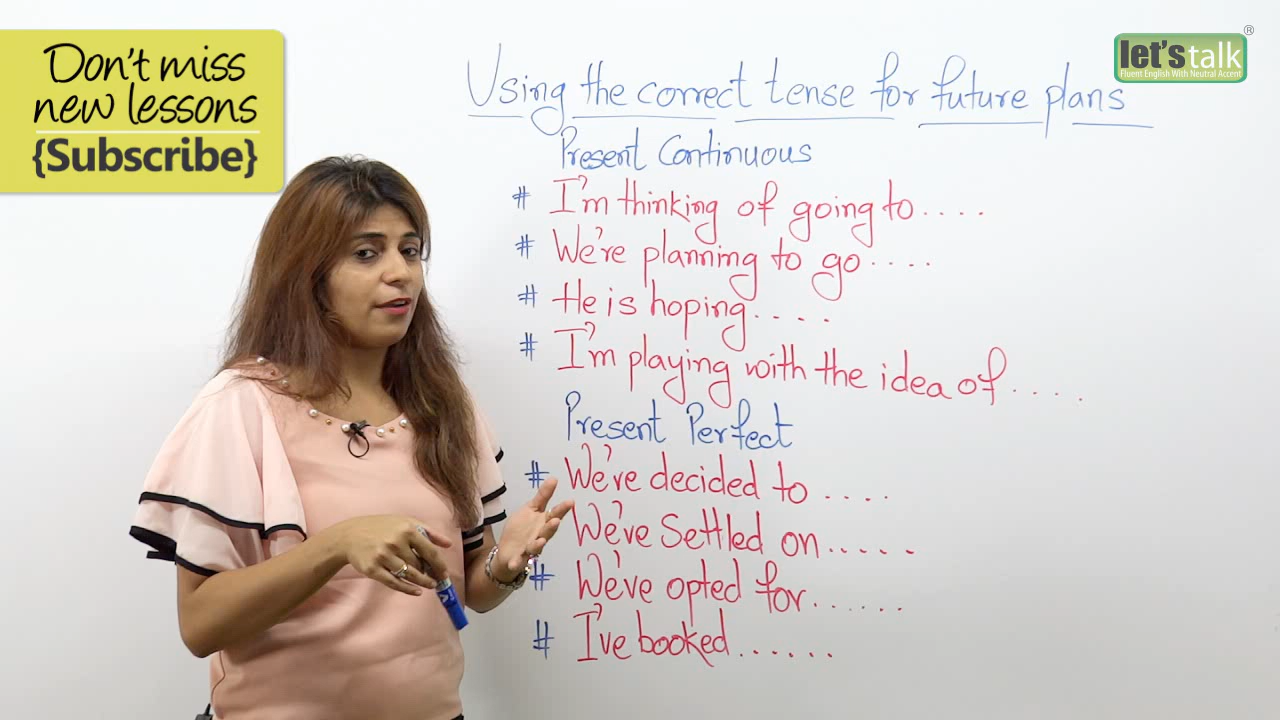 Don't miss
new lessons
{Subscribe}
let's talk®
Fluent English With Neutral Accent
Using the correct tense for future plans
Present Continuous
# I'm thinking of going to....
# We're planning to go....
# He is hoping....
# I'm playing with the idea of....
Present Perfect
# We've decided to....
We've Settled on.....
# We've opted for......
# I've booked......